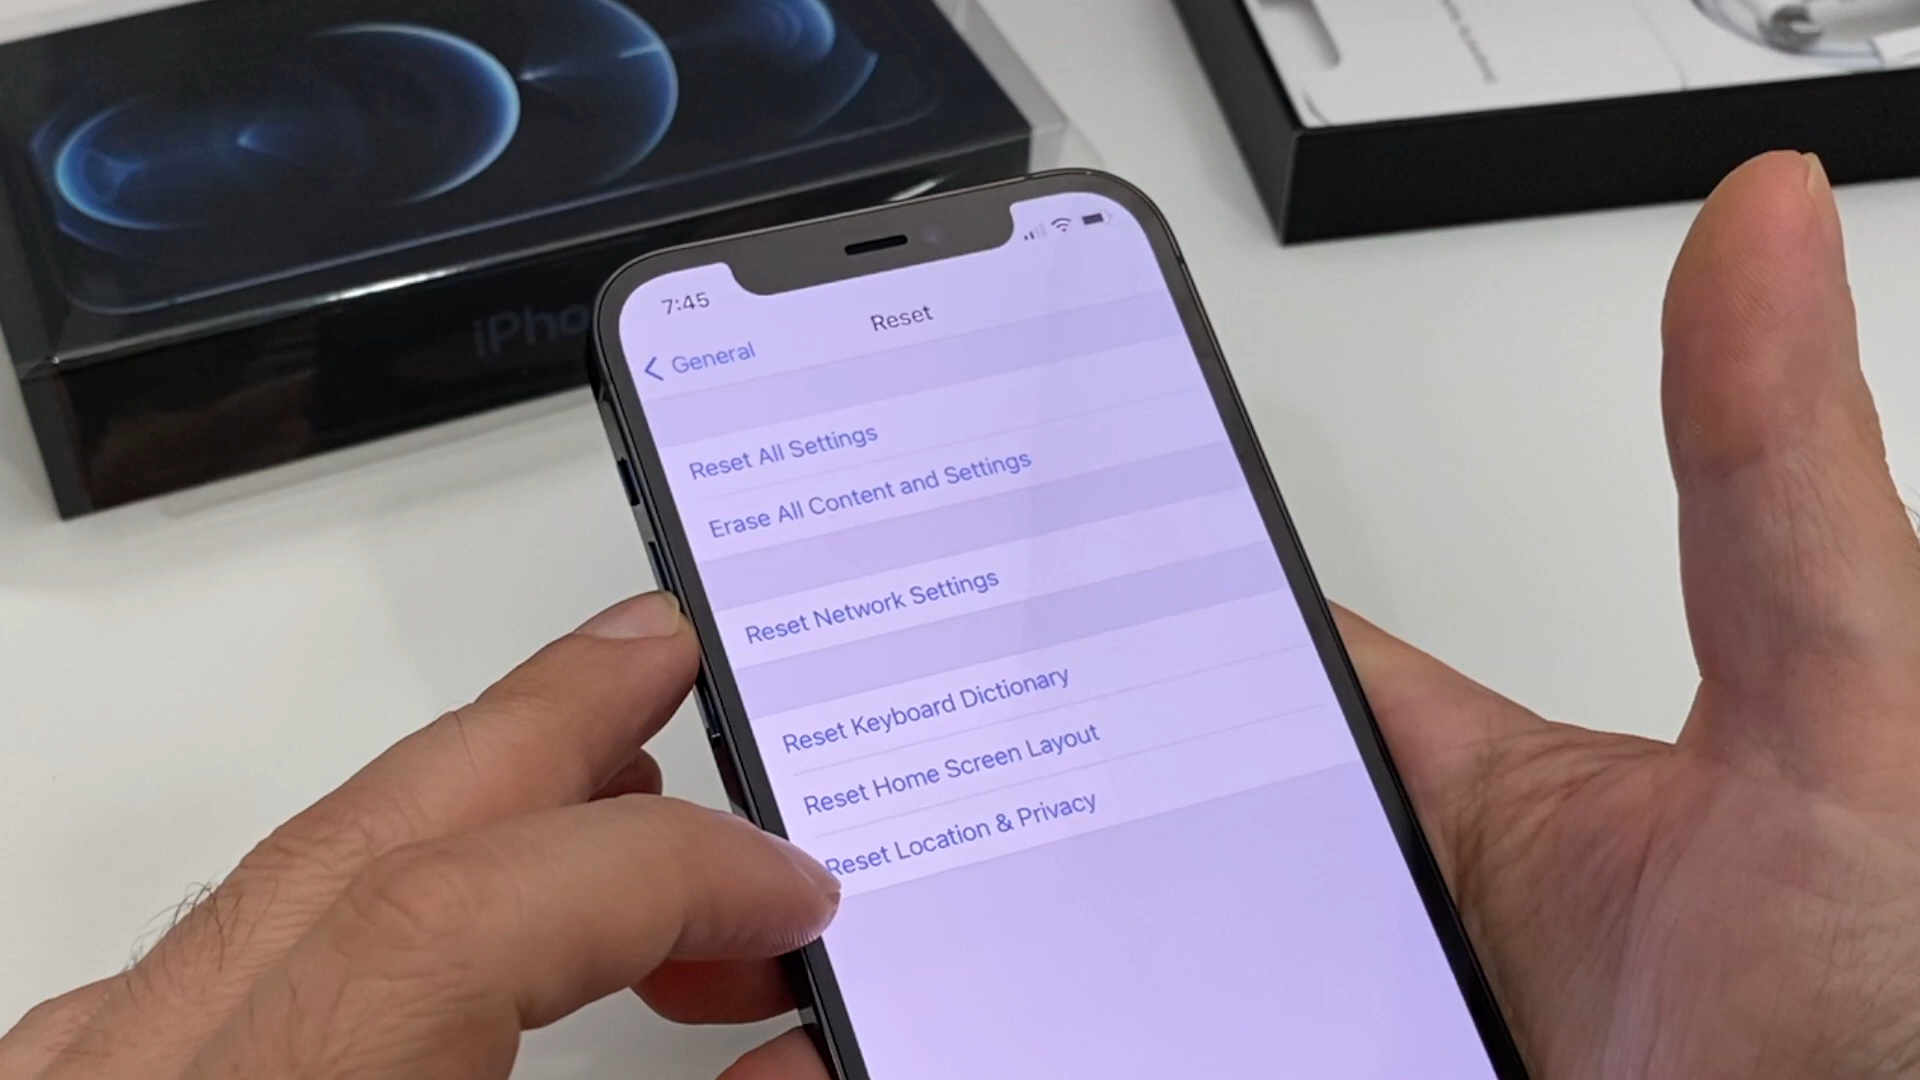 iPho
7:45
Reset
General
Reset All Settings
Erase All Content and Settings
Reset Network Settings
Reset Keyboard Dictionary
Reset Home Screen Layout
Reset Location & Privacy